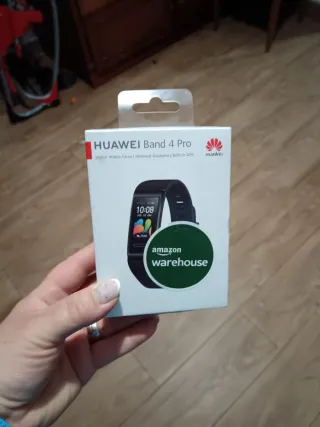 HUAWEI Band 4 Pro
HUAWEI
10:08
amazon
warehouse